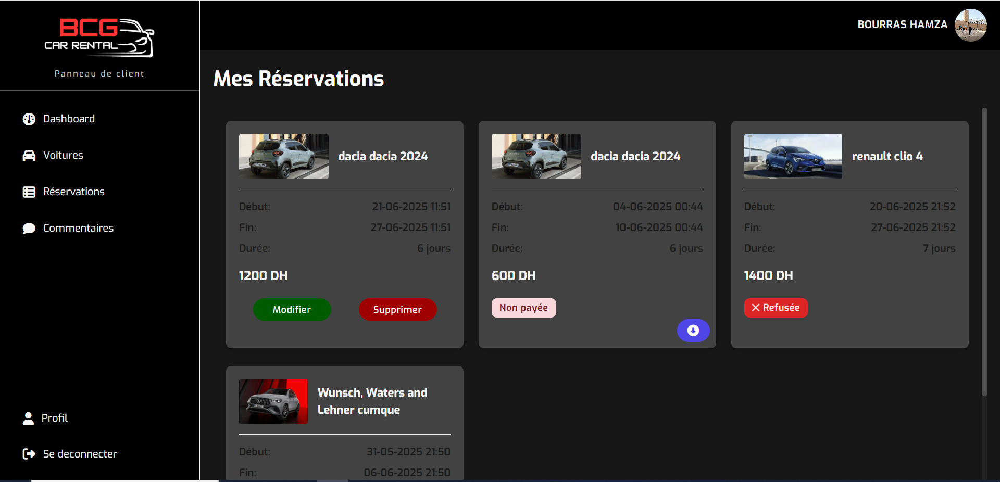 BCG
CAR RENTAL
Panneau de client
Dashboard
Voitures
Réservations
Commentaires
Profil
Se deconnecter
BOURRAS HAMZA
Mes Réservations
dacia dacia 2024
Début: 21-06-2025 11:51
Fin: 27-06-2025 11:51
Durée: 6 jours
1200 DH
Modifier Supprimer
dacia dacia 2024
Début: 04-06-2025 00:44
Fin: 10-06-2025 00:44
Durée: 6 jours
600 DH
Non payée
renault clio 4
Début: 20-06-2025 21:52
Fin: 27-06-2025 21:52
Durée: 7 jours
1400 DH
Refusée
Wunsch, Waters and
Lehner cumque
Début: 31-05-2025 21:50
Fin: 06-06-2025 21:50